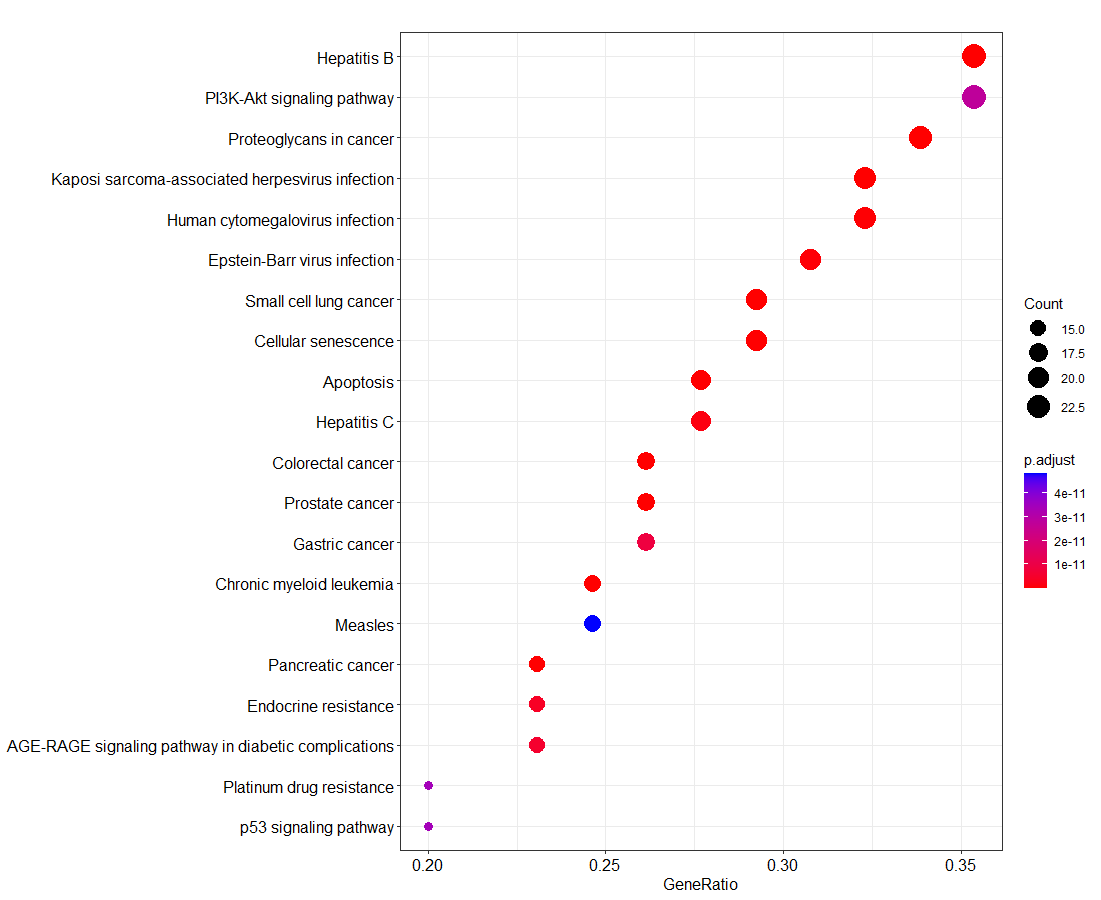 Hepatitis B
PI3K-Akt signaling pathway
Proteoglycans in cancer
Kaposi sarcoma-associated herpesvirus infection
Human cytomegalovirus infection
Epstein-Barr virus infection
Small cell lung cancer
Cellular senescence
Apoptosis
Hepatitis C
Colorectal cancer
Prostate cancer
Gastric cancer
Chronic myeloid leukemia
Measles
Pancreatic cancer
Endocrine resistance
AGE-RAGE signaling pathway in diabetic complications
Platinum drug resistance
p53 signaling pathway
0.20 0.25 0.30 0.35
GeneRatio
Count
15.0
17.5
20.0
22.5
p.adjust
4e-11
3e-11
2e-11
1e-11